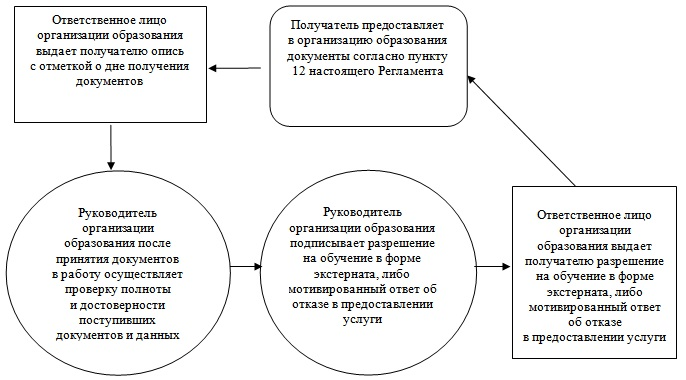 Ответственное лицо
организации образования
выдает получателю опись
с отметкой о дне получения
документов
Получатель предоставляет
в организацию образования
документы согласно пункту
12 настоящего Регламента
Руководитель
организации
образования после
принятия документов
в работу осуществляет
проверку полноты
и достоверности
поступивших
документов и данных
Руководитель
организации образования
подписывает разрешение
на обучение в форме
экстерната, либо
мотивированный ответ об
отказе в предоставлении
услуги
Ответственное лицо
организации
образования выдает
получателю разрешение
на обучение в форме
экстерната, либо
мотивированный ответ
об отказе
в предоставлении услуги